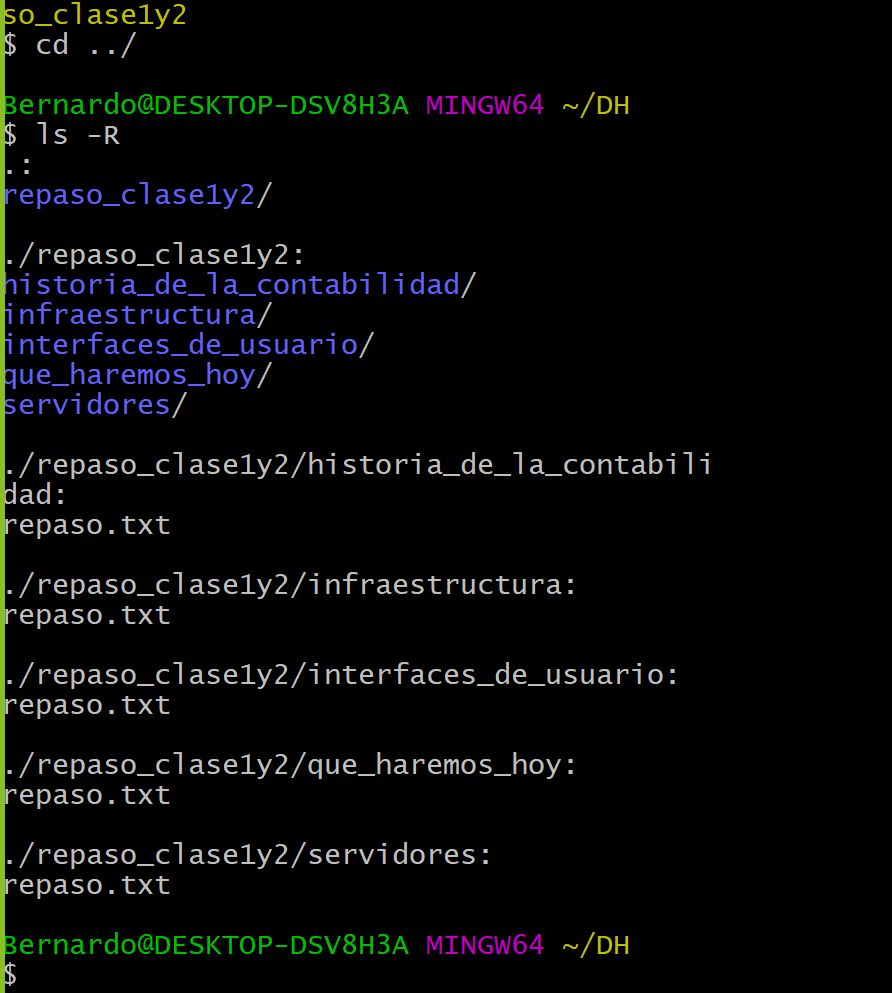 so_clase1y2
$ cd ../
Bernardo@DESKTOP-DSV8H3A MINGW64 ~/DH
$ ls -R
.:
repaso_clase1y2/
./repaso_clase1y2:
historia_de_la_contabilidad/
infraestructura/
interfaces_de_usuario/
que_haremos_hoy/
servidores/
./repaso_clase1y2/historia_de_la_contabili
dad:
repaso.txt
./repaso_clase1y2/infraestructura:
repaso.txt
./repaso_clase1y2/interfaces_de_usuario:
repaso.txt
./repaso_clase1y2/que_haremos_hoy:
repaso.txt
./repaso_clase1y2/servidores:
repaso.txt
Bernardo@DESKTOP-DSV8H3A MINGW64 ~/DH
$